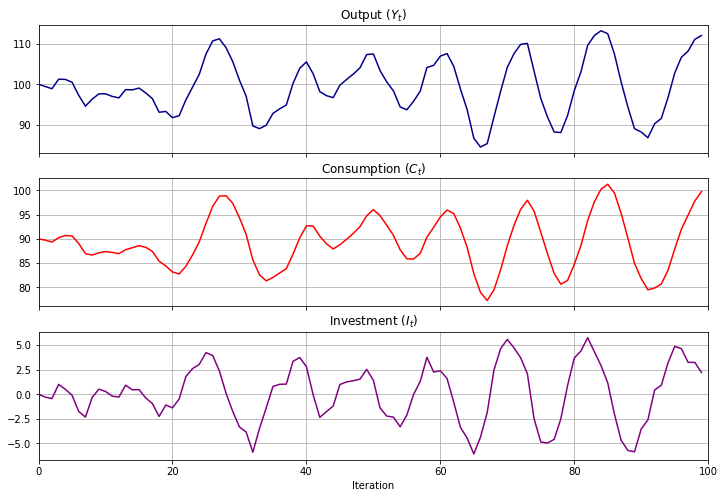 Output (Y_t)
110
100
90
Consumption (C_t)
100
95
90
85
80
Investment (I_t)
5.0
2.5
0.0
−2.5
−5.0
0 20 40 60 80 100
Iteration